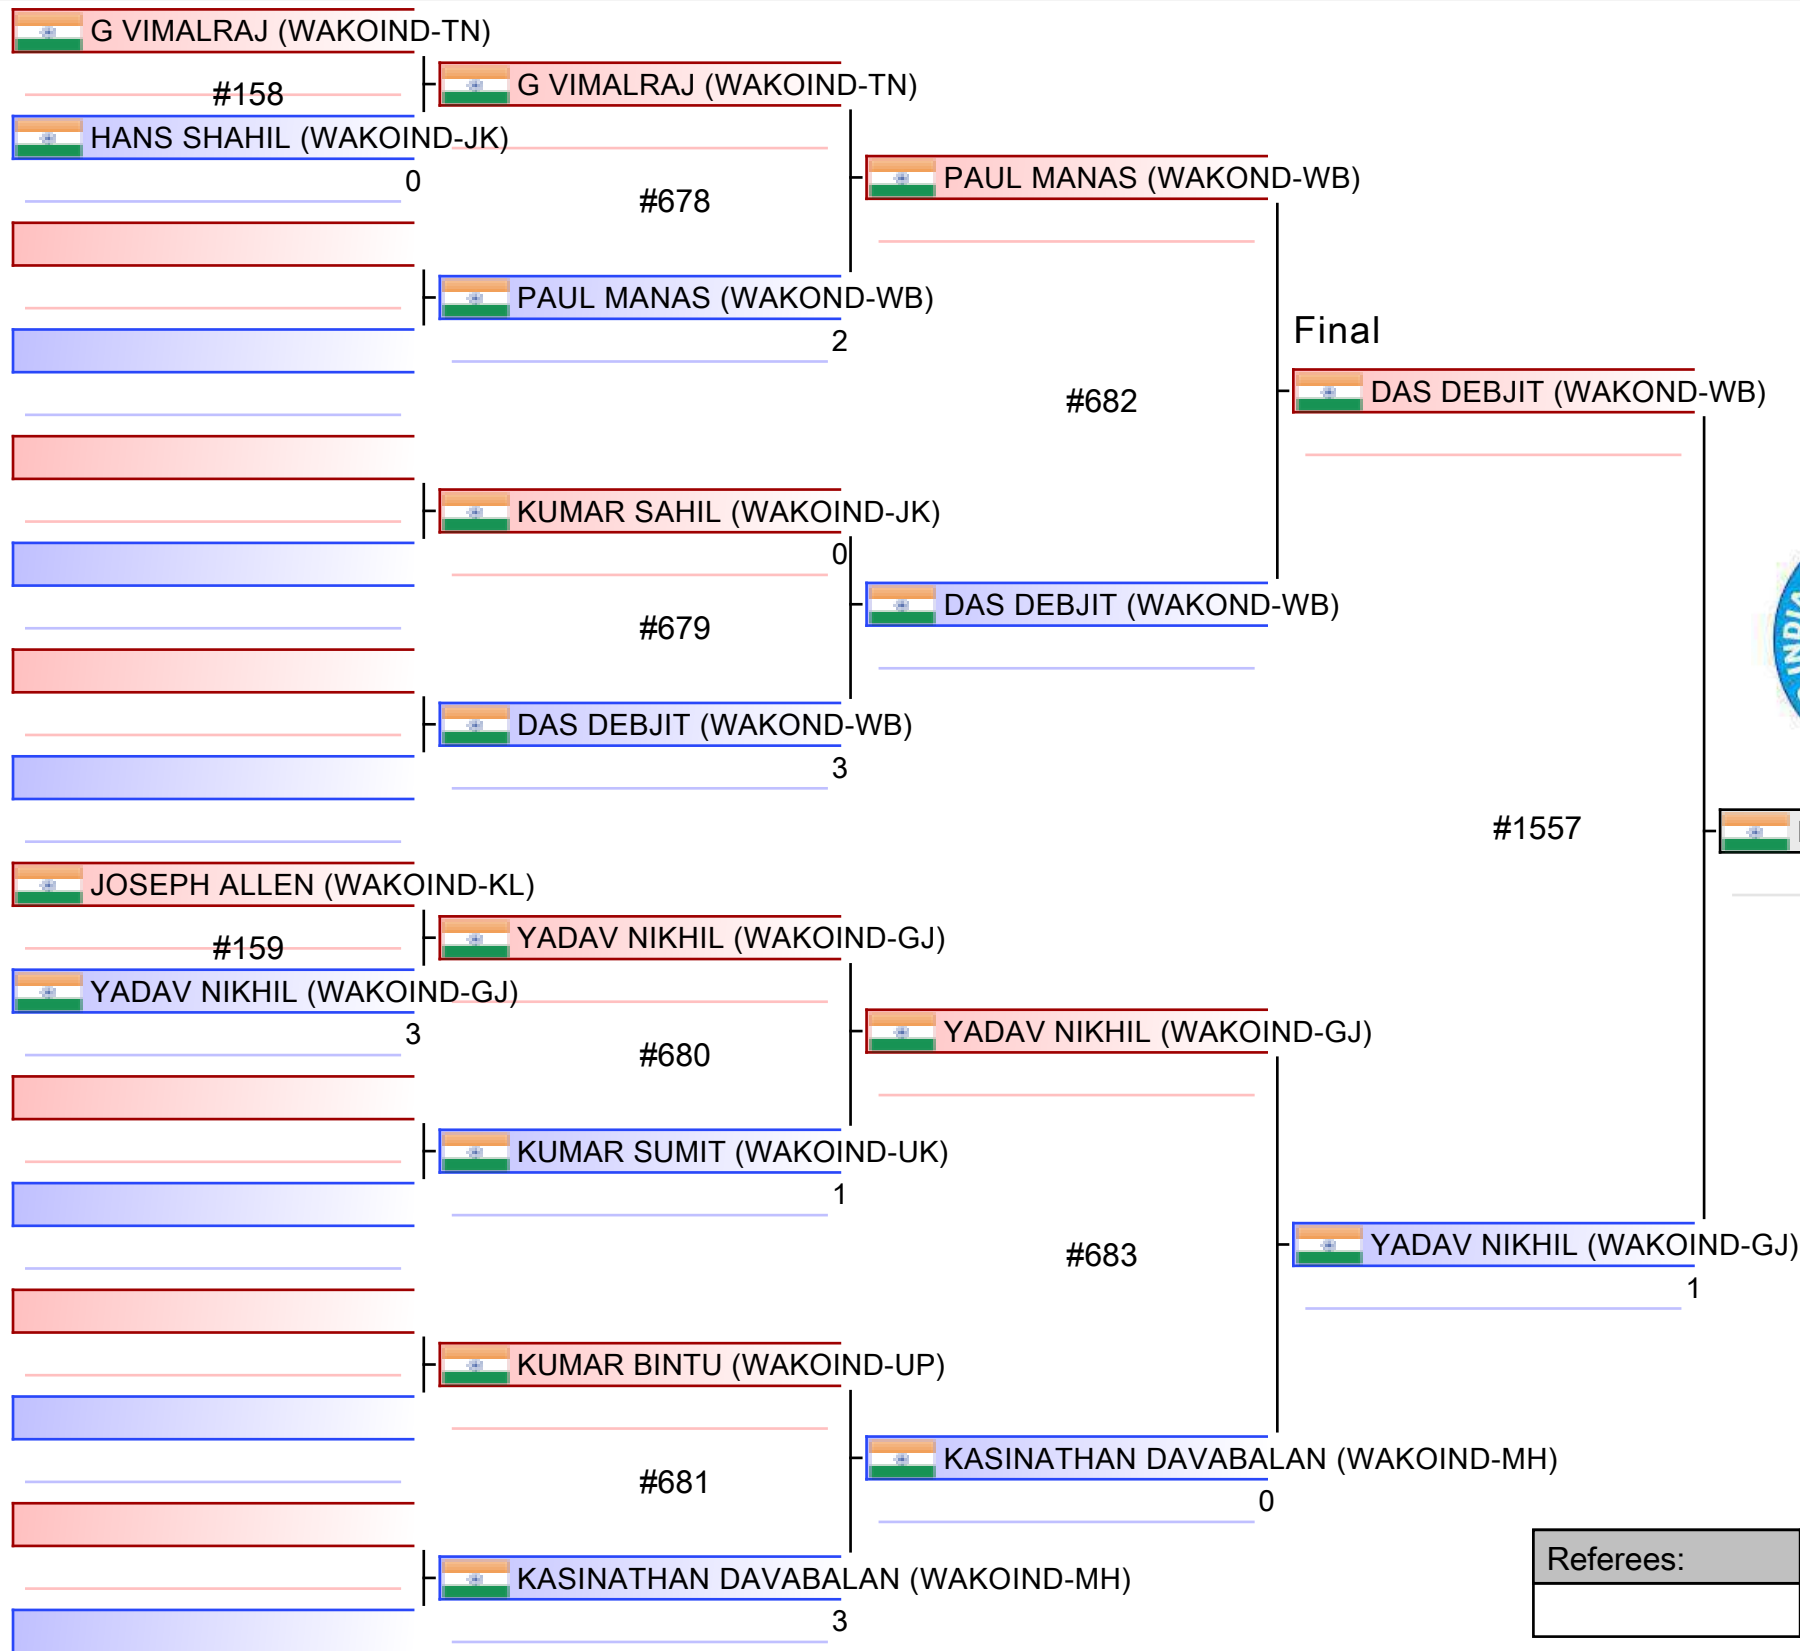 G VIMALRAJ (WAKOIND-TN)
#158
HANS SHAHIL (WAKOIND-JK)
0
G VIMALRAJ (WAKOIND-TN)
#678
PAUL MANAS (WAKOND-WB)
2
PAUL MANAS (WAKOND-WB)
#682
Final
DAS DEBJIT (WAKOND-WB)
KUMAR SAHIL (WAKOIND-JK)
0
#679
DAS DEBJIT (WAKOND-WB)
DAS DEBJIT (WAKOND-WB)
3
INDIA
#1557
JOSEPH ALLEN (WAKOIND-KL)
#159
YADAV NIKHIL (WAKOIND-GJ)
3
YADAV NIKHIL (WAKOIND-GJ)
#680
KUMAR SUMIT (WAKOIND-UK)
1
YADAV NIKHIL (WAKOIND-GJ)
#683
YADAV NIKHIL (WAKOIND-GJ)
1
KUMAR BINTU (WAKOIND-UP)
#681
KASINATHAN DAVABALAN (WAKOIND-MH)
3
KASINATHAN DAVABALAN (WAKOIND-MH)
0
Referees: